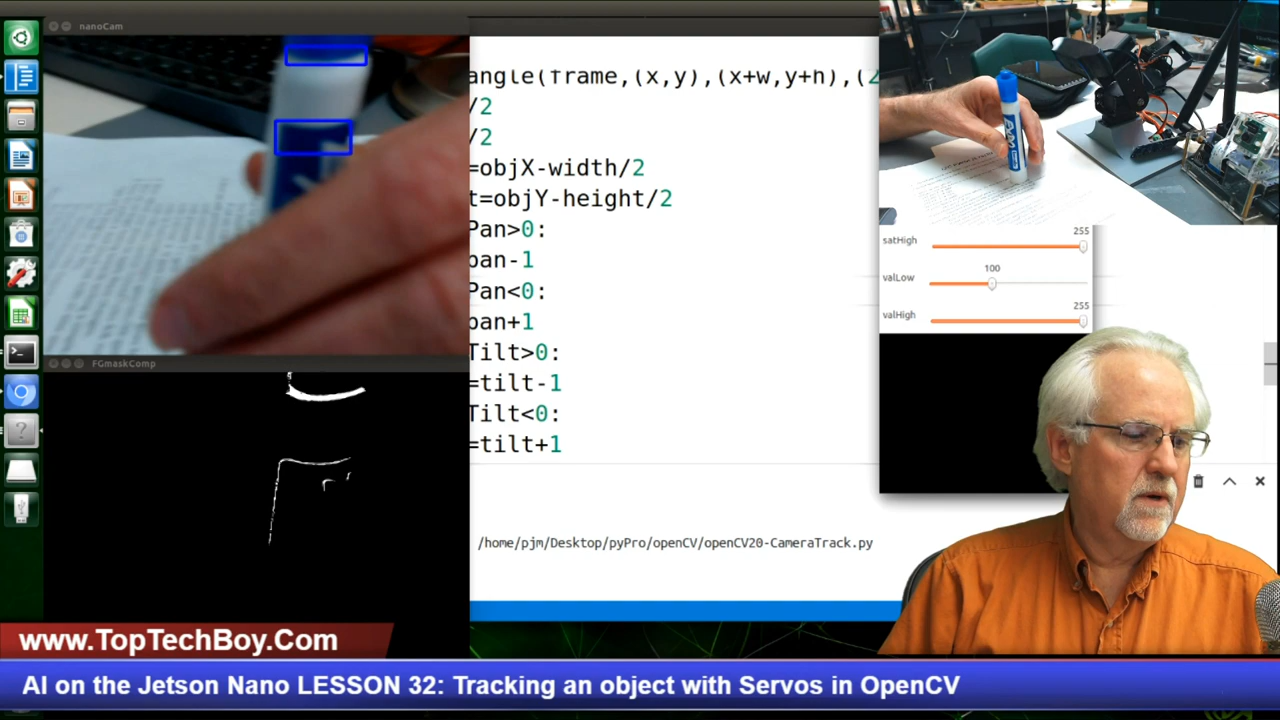 nanoCam
angle(frame,(x,y),(x+w,y+h),(2
/2
/2
=objX-width/2
t=objY-height/2
Pan>0:
pan-1
Pan<0:
pan+1
Tilt>0:
=tilt-1
Tilt<0:
=tilt+1
/home/pjm/Desktop/pyPro/openCV/openCV20-CameraTrack.py
FGmaskComp
EXPO
satHigh
255
valLow
100
valHigh
255
www.TopTechBoy.Com
AI on the Jetson Nano LESSON 32: Tracking an object with Servos in OpenCV